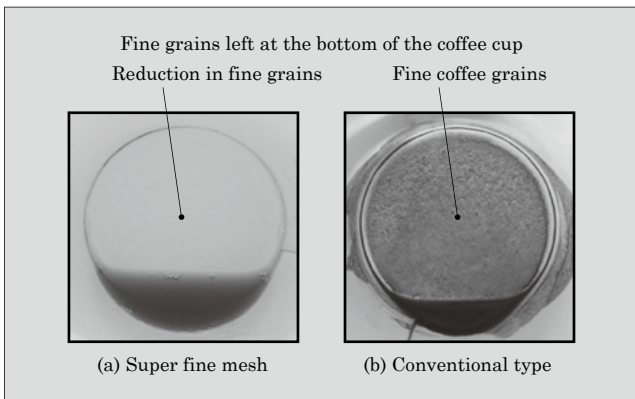 Fine grains left at the bottom of the coffee cup
Reduction in fine grains
Fine coffee grains
(a) Super fine mesh
(b) Conventional type